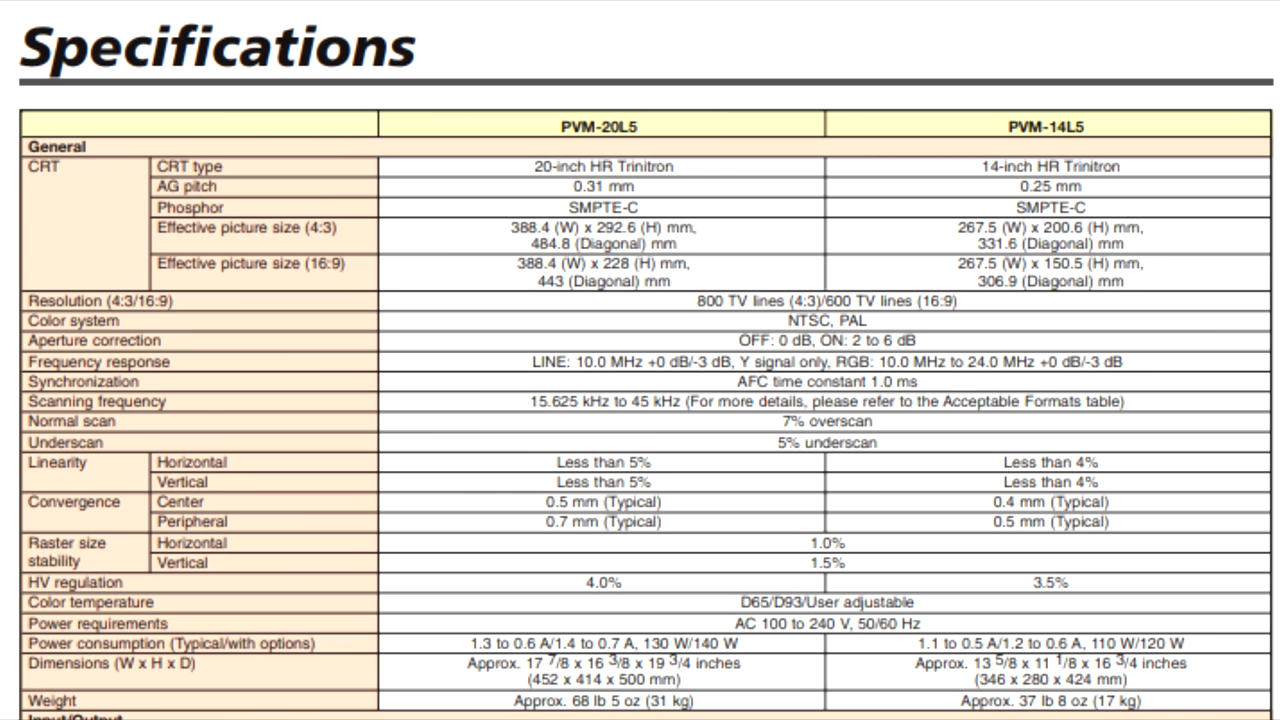 Specifications
PVM-20L5 PVM-14L5
General
CRT CRT type 20-inch HR Trinitron 14-inch HR Trinitron
AG pitch 0.31 mm 0.25 mm
Phosphor SMPTE-C SMPTE-C
Effective picture size (4:3) 388.4 (W) x 292.6 (H) mm, 267.5 (W) x 200.6 (H) mm,
484.8 (Diagonal) mm 331.6 (Diagonal) mm
Effective picture size (16:9) 388.4 (W) x 228 (H) mm, 267.5 (W) x 150.5 (H) mm,
443 (Diagonal) mm 306.9 (Diagonal) mm
Resolution (4:3/16:9) 800 TV lines (4:3)/600 TV lines (16:9)
Color system NTSC, PAL
Aperture correction OFF: 0 dB, ON: 2 to 6 dB
Frequency response LINE: 10.0 MHz +0 dB/-3 dB, Y signal only, RGB: 10.0 MHz to 24.0 MHz +0 dB/-3 dB
Synchronization AFC time constant 1.0 ms
Scanning frequency 15.625 kHz to 45 kHz (For more details, please refer to the Acceptable Formats table)
Normal scan 7% overscan
Underscan 5% underscan
Linearity Horizontal Less than 5% Less than 4%
Vertical Less than 5% Less than 4%
Convergence Center 0.5 mm (Typical) 0.4 mm (Typical)
Peripheral 0.7 mm (Typical) 0.5 mm (Typical)
Raster size Horizontal 1.0%
stability Vertical 1.5%
HV regulation 4.0% 3.5%
Color temperature D65/D93/User adjustable
Power requirements AC 100 to 240 V, 50/60 Hz
Power consumption (Typical/with options) 1.3 to 0.6 A/1.4 to 0.7 A, 130 W/140 W 1.1 to 0.5 A/1.2 to 0.6 A, 110 W/120 W
Dimensions (W x H x D) Approx. 17 7/8 x 16 3/8 x 19 3/4 inches Approx. 13 5/8 x 11 1/8 x 16 3/4 inches
(452 x 414 x 500 mm) (346 x 280 x 424 mm)
Weight Approx. 68 lb 5 oz (31 kg) Approx. 37 lb 8 oz (17 kg)
Input/Output